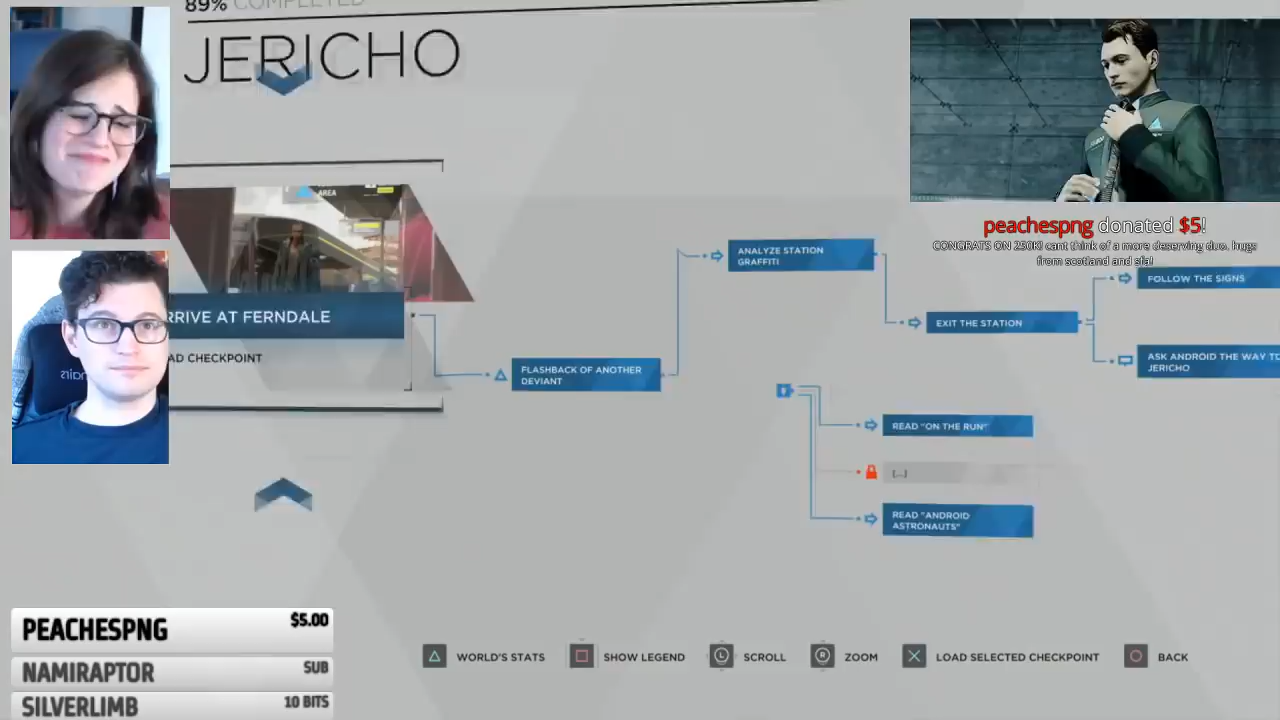 89% COMPLETED
JERICHO
AREA
RRIVE AT FERNDALE
AD CHECKPOINT
FLASHBACK OF ANOTHER
DEVIANT
ANALYZE STATION
GRAFFITI
EXIT THE STATION
FOLLOW THE SIGNS
ASK ANDROID THE WAY TO
JERICHO
READ "ON THE RUN"
[...]
READ "ANDROID
ASTRONAUTS"
peachespng donated $5!
CONGRATS ON 230K! cant think of a more deserving duo. hugs
from scotland and gfa!
PEACHESPNG $5.00
NAMIRAPTOR SUB
SILVERLIMB 10 BITS
WORLD'S STATS
SHOW LEGEND
L SCROLL
R ZOOM
LOAD SELECTED CHECKPOINT
BACK